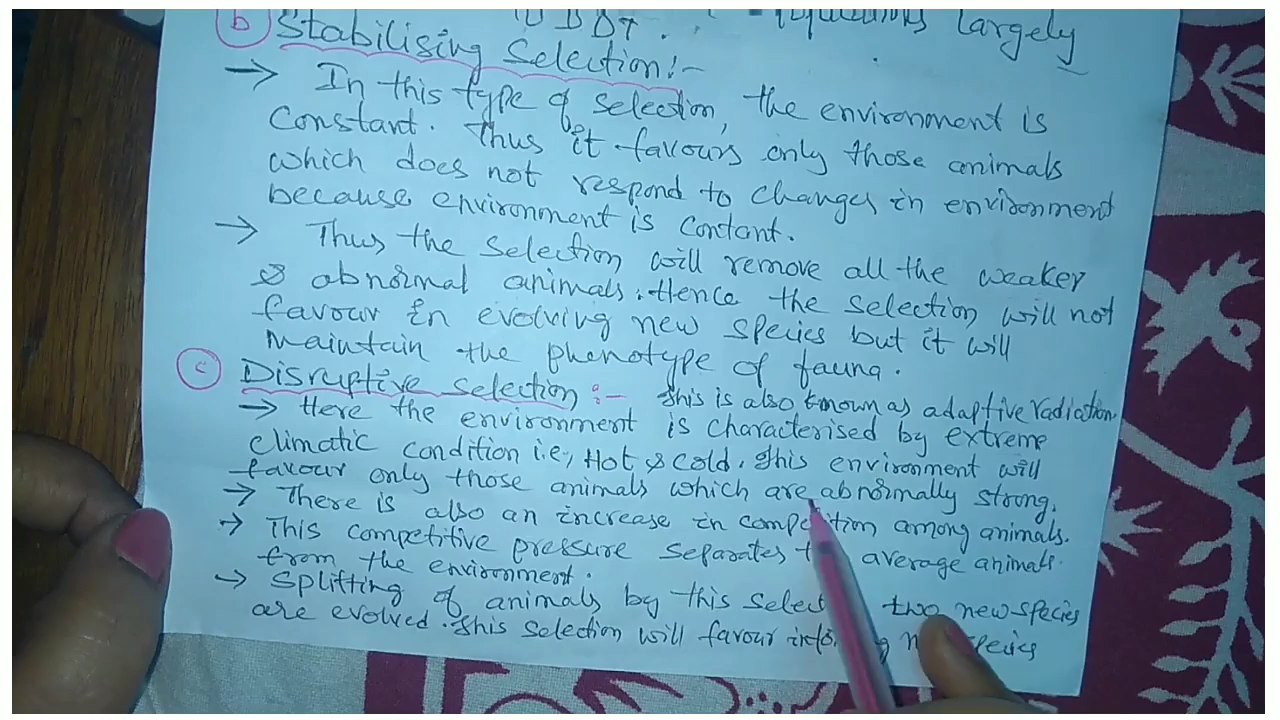 largely
b Stabilising Selection:-
→ In this type of selection, the environment is
Constant. Thus it favours only those animals
which does not respond to changes in environment
because environment is contant.
→ Thus the selection will remove all the weaker
& abnormal animals. Hence the selection will not
favour in evolving new species but it will
maintain the phenotype of fauna.
c Disruptive selection :- This is also known as adaptive radiation.
→ Here the environment is characterised by extreme
climatic condition i.e., Hot & cold. This environment will
favour only those animals which are abnormally strong.
→ There is also an increase in competition among animals.
→ This competitive pressure separates average animals
from the environment.
→ Splitting of animals by this two new species
are evolved. This selection will favour in